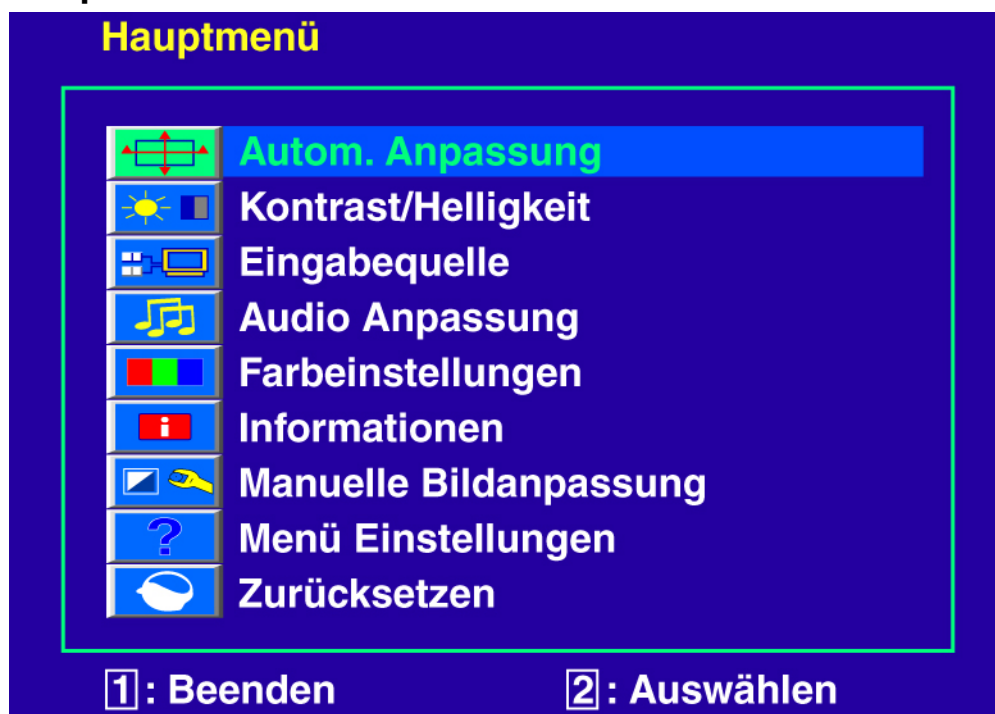 Hauptmenü
Autom. Anpassung
Kontrast/Helligkeit
Eingabequelle
Audio Anpassung
Farbeinstellungen
i Informationen
Manuelle Bildanpassung
? Menü Einstellungen
Zurücksetzen
1: Beenden 2: Auswählen